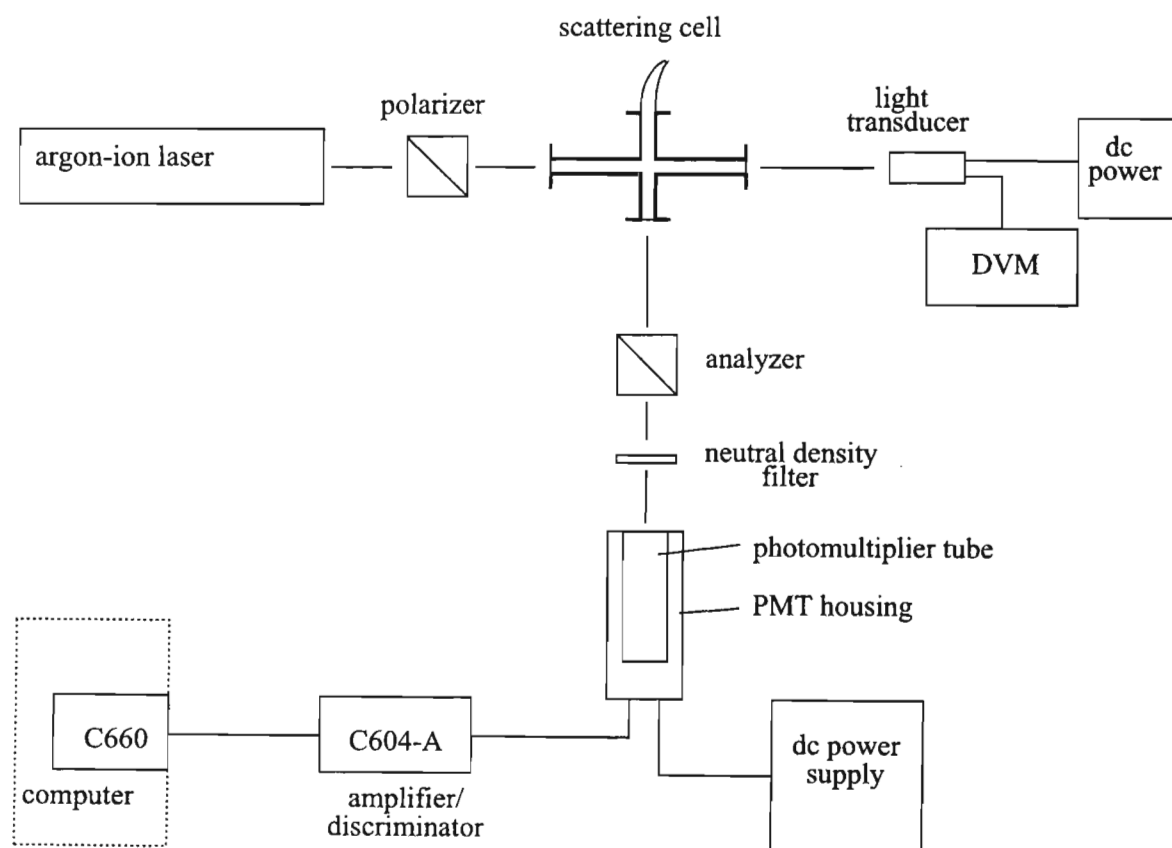 scattering cell
polarizer
light
transducer
argon-ion laser
dc
power
DVM
analyzer
neutral density
filter
photomultiplier tube
PMT housing
C660
C604-A
dc power
supply
computer
amplifier/
discriminator